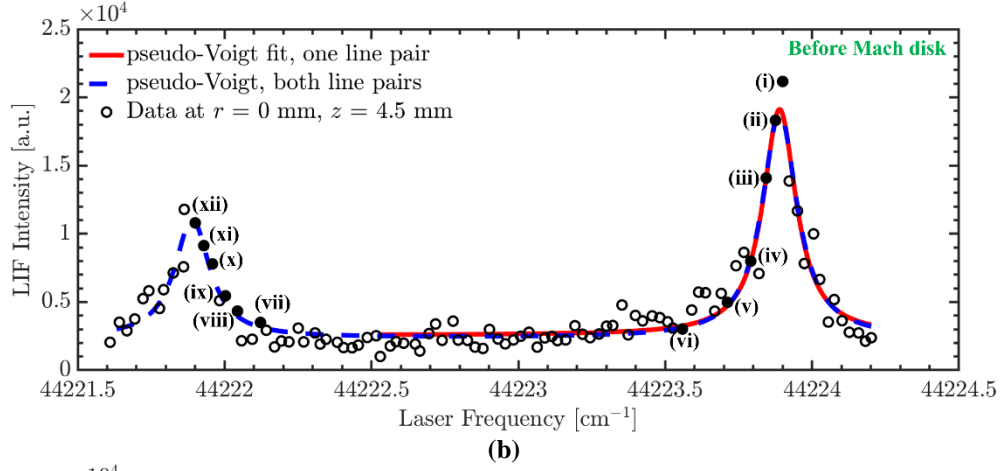 ×10⁴
2.5
2
1.5
1
0.5
0
LIF Intensity [a.u.]
pseudo-Voigt fit, one line pair
pseudo-Voigt, both line pairs
Data at r = 0 mm, z = 4.5 mm
Before Mach disk
(i)
(ii)
(iii)
(iv)
(v)
(vi)
(vii)
(viii)
(ix)
(x)
(xi)
(xii)
44221.5 44222 44222.5 44223 44223.5 44224 44224.5
Laser Frequency [cm⁻¹]
(b)